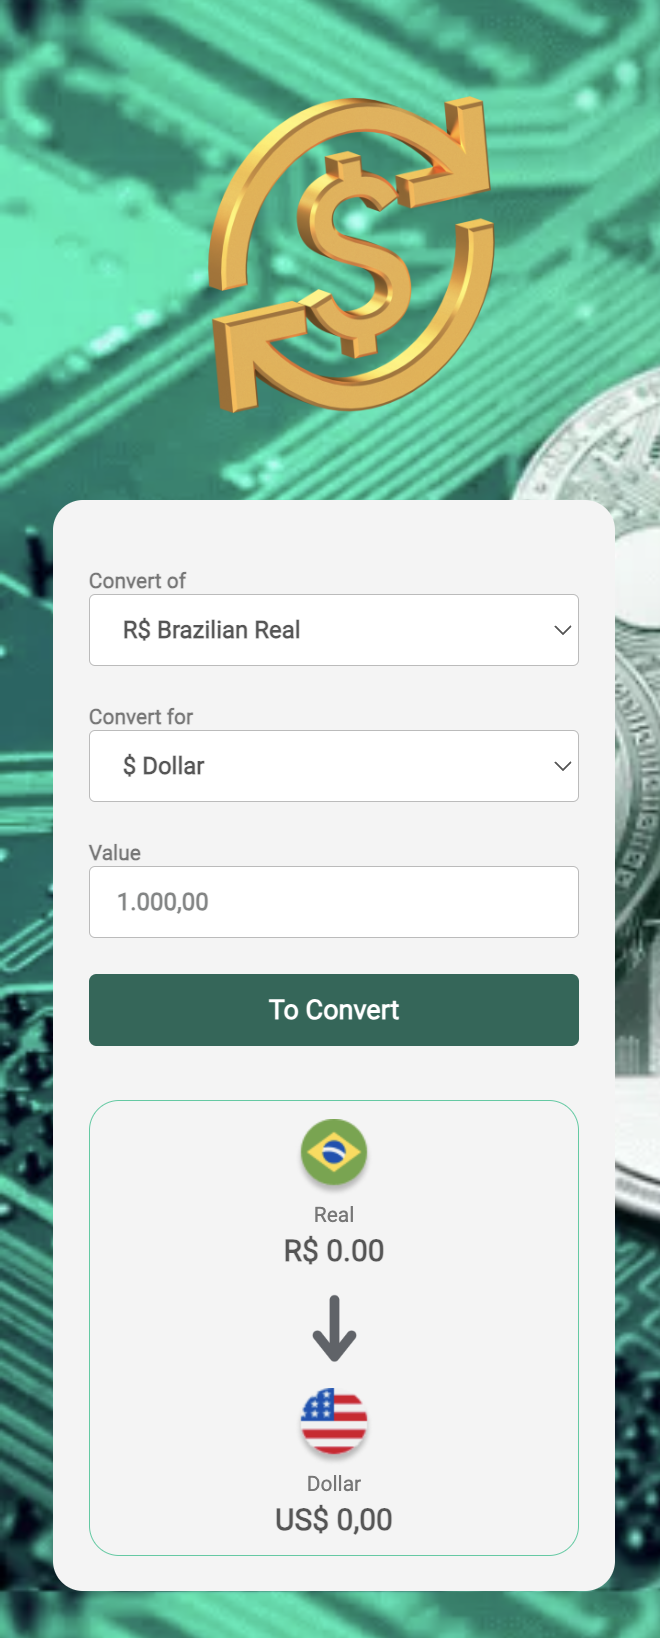 $
Convert of
R$ Brazilian Real
Convert for
$ Dollar
Value
1.000,00
To Convert
Real
R$ 0.00
Dollar
US$ 0,00